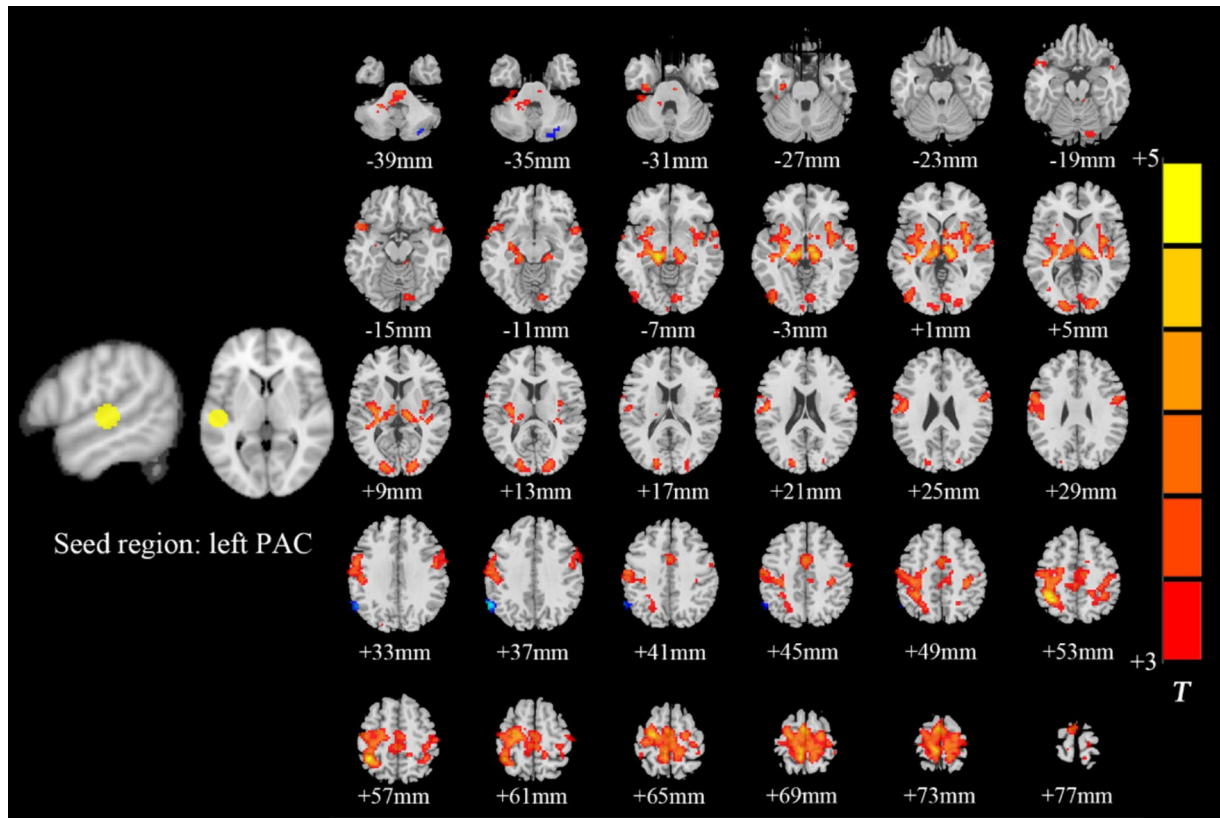 -39mm -35mm -31mm -27mm -23mm -19mm
+5
-15mm -11mm -7mm -3mm +1mm +5mm
+9mm +13mm +17mm +21mm +25mm +29mm
Seed region: left PAC
+33mm +37mm +41mm +45mm +49mm +53mm
+3
T
+57mm +61mm +65mm +69mm +73mm +77mm